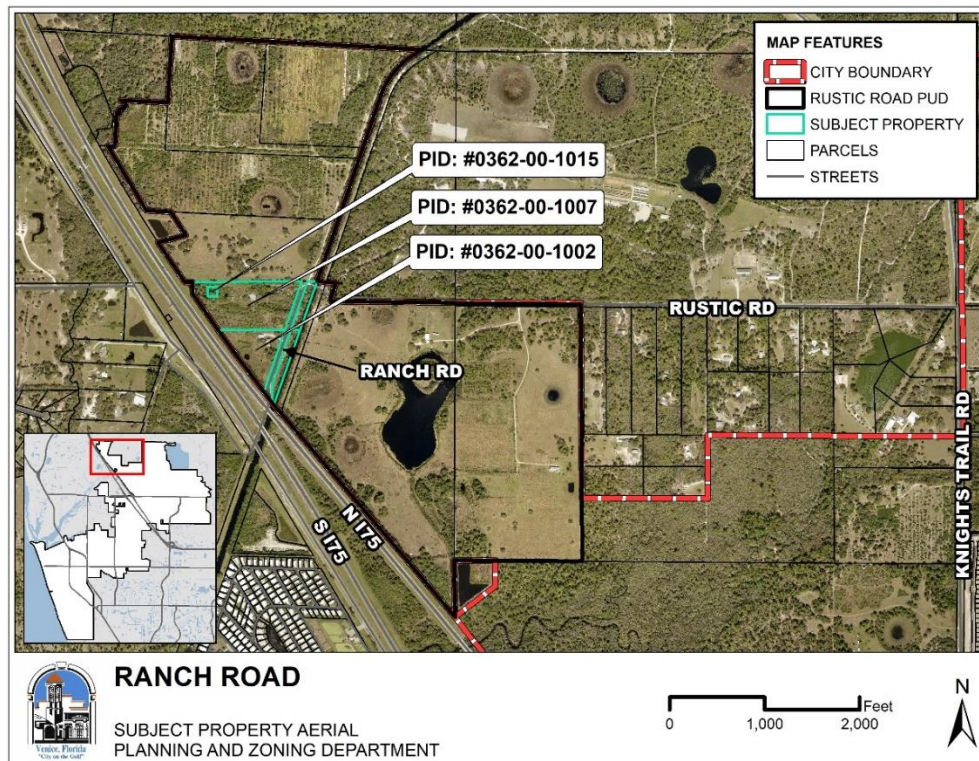 MAP FEATURES
CITY BOUNDARY
RUSTIC ROAD PUD
SUBJECT PROPERTY
PARCELS
STREETS
PID: #0362-00-1015
PID: #0362-00-1007
PID: #0362-00-1002
RUSTIC RD
RANCH RD
KNIGHTS TRAIL RD
N I75
S I75
RANCH ROAD
SUBJECT PROPERTY AERIAL
PLANNING AND ZONING DEPARTMENT
Venice, Florida
"City on the Gulf"
Feet
0 1,000 2,000
N